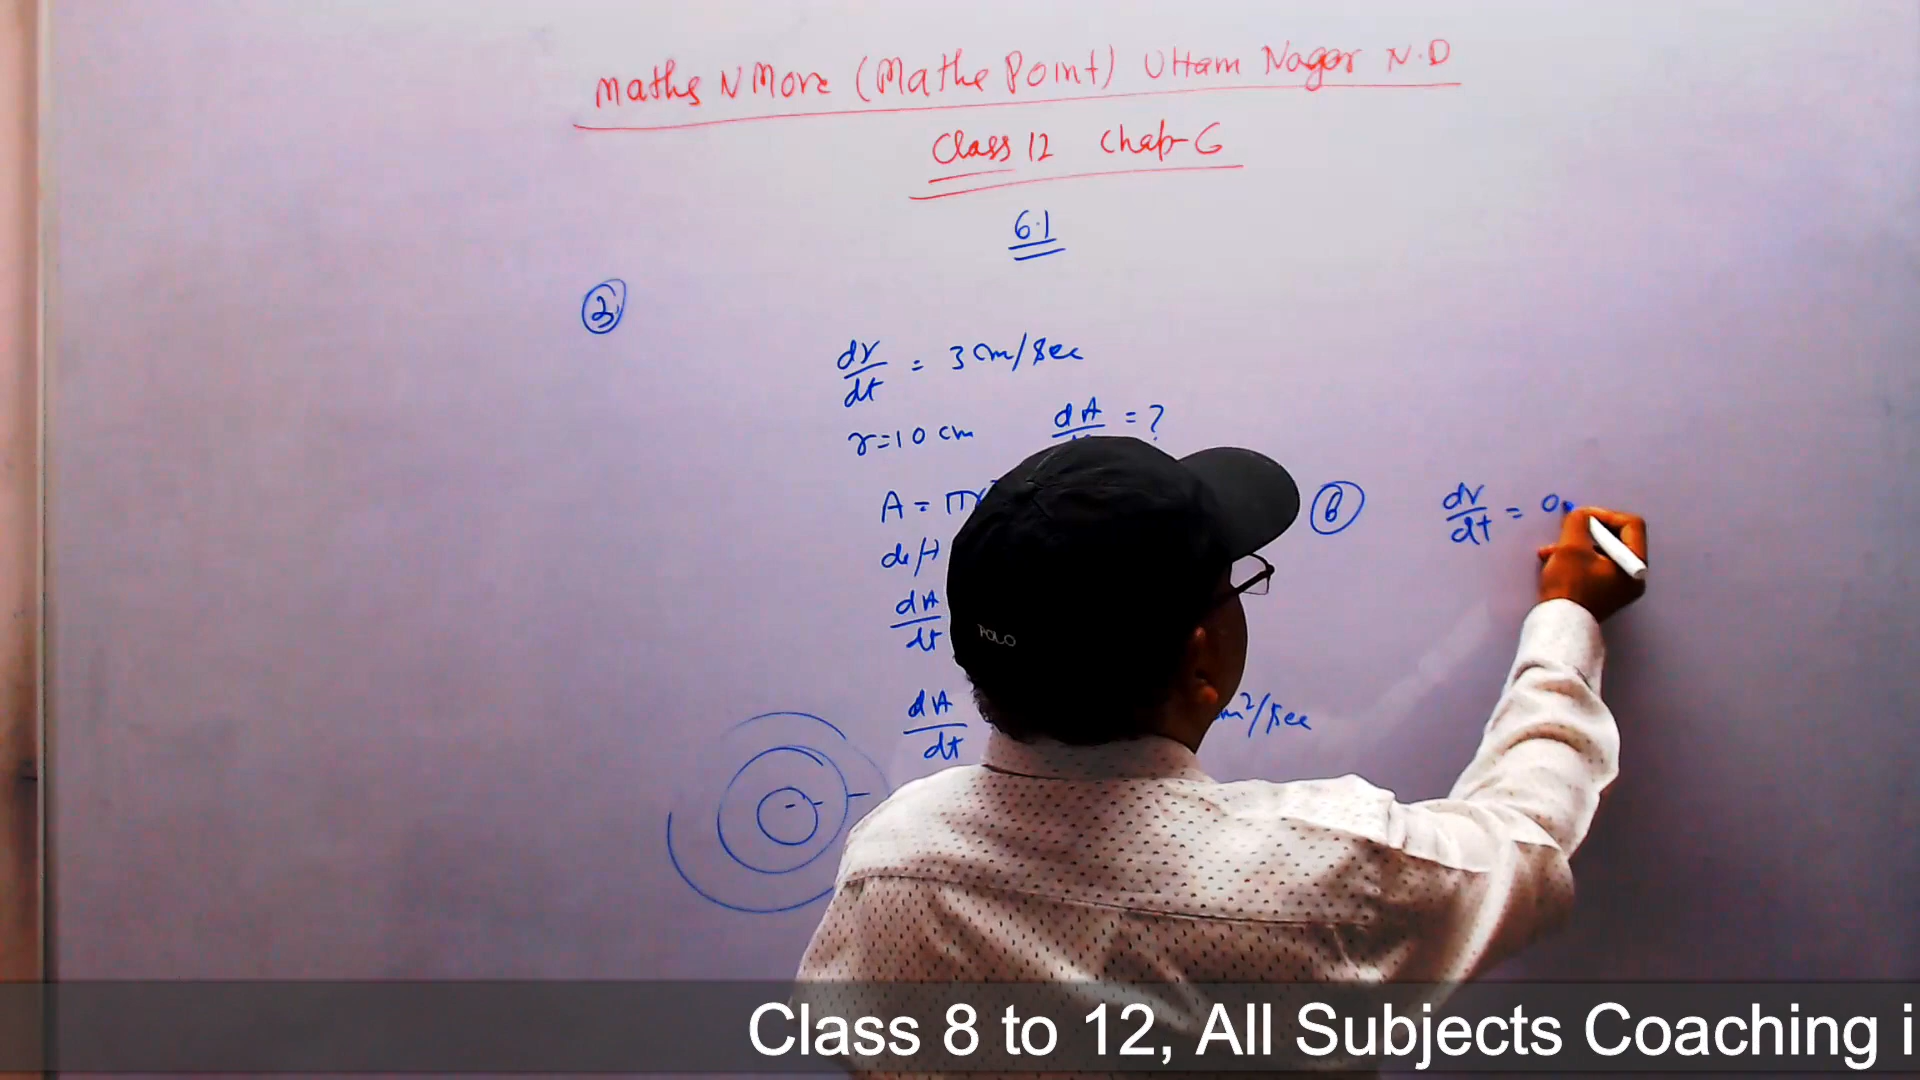 Maths N More (Maths Point) Uttam Nagar N.D
Class 12 Chap-6
6.1
3
dr/dt = 3 cm/sec
r=10 cm dA = ?
A = πr
6 dr/dt = 0.
dA/dt
dA/dt m²/sec
POLO
Class 8 to 12, All Subjects Coaching i